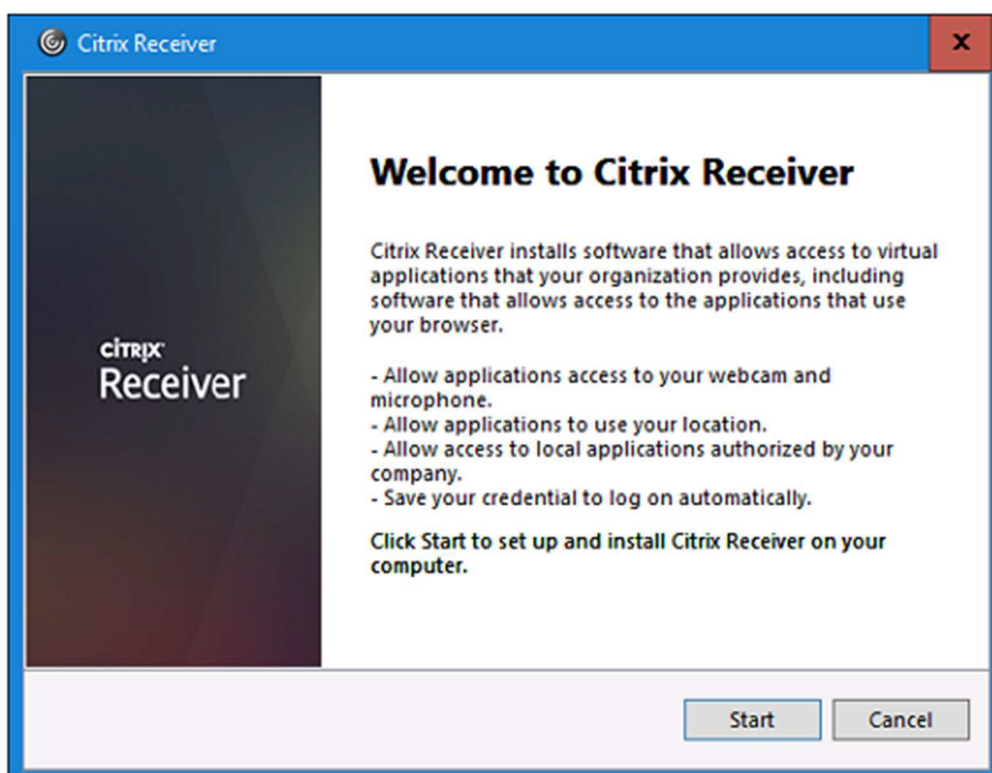 Citrix Receiver
x
Welcome to Citrix Receiver
Citrix Receiver installs software that allows access to virtual
applications that your organization provides, including
software that allows access to the applications that use
your browser.
- Allow applications access to your webcam and
microphone.
- Allow applications to use your location.
- Allow access to local applications authorized by your
company.
- Save your credential to log on automatically.
Click Start to set up and install Citrix Receiver on your
computer.
CITRIX
Receiver
Start
Cancel